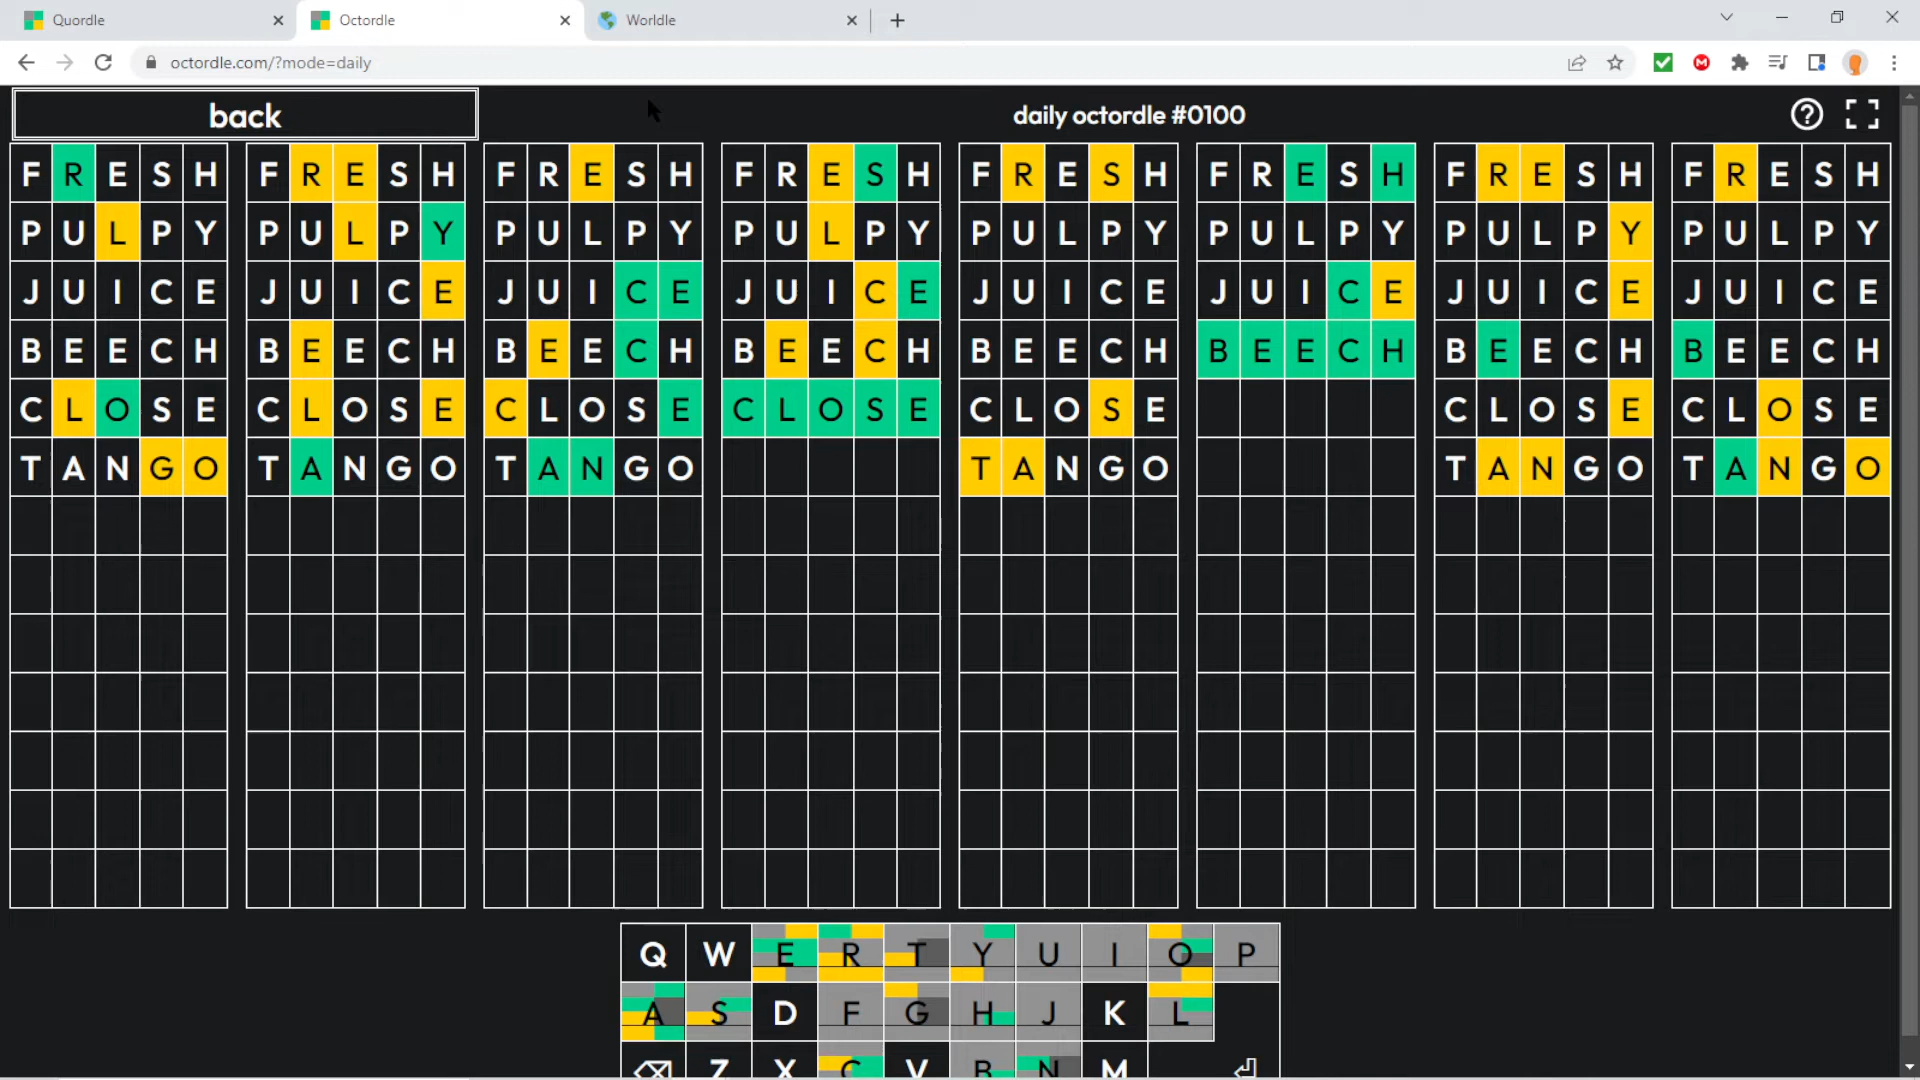 Quordle Octordle Worldle
octordle.com/?mode=daily
back daily octordle #0100
FRESH FRESH FRESH FRESH FRESH FRESH FRESH FRESH
PULPY PULPY PULPY PULPY PULPY PULPY PULPY PULPY
JUICE JUICE JUICE JUICE JUICE JUICE JUICE JUICE
BEECH BEECH BEECH BEECH BEECH BEECH BEECH BEECH
CLOSE CLOSE CLOSE CLOSE CLOSE CLOSE CLOSE
TANGO TANGO TANGO TANGO TANGO TANGO
Q W E R T Y U I O P
A S D F G H J K L
Z X C V B N M